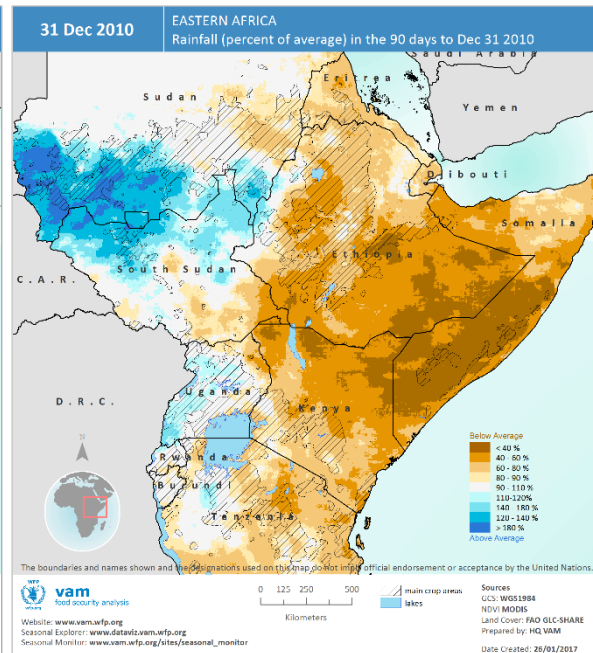 31 Dec 2010
EASTERN AFRICA
Rainfall (percent of average) in the 90 days to Dec 31 2010
Saudi Arabia
Eritrea
Sudan
Yemen
Djibouti
Somalia
Ethiopia
South Sudan
C.A.R.
D.R.C.
Uganda
Kenya
Rwanda
Burundi
Tanzania
N
Below Average
< 40 %
40 - 60 %
60 - 80 %
80 - 90 %
90 - 110 %
110-120%
140 - 180 %
120 - 140 %
> 180 %
Above Average
The boundaries and names shown and the designations used on this map do not imply official endorsement or acceptance by the United Nations.
WFP
wfp.org
vam
food security analysis
Website: www.vam.wfp.org
Seasonal Explorer: www.dataviz.vam.wfp.org
Seasonal Monitor: www.vam.wfp.org/sites/seasonal_monitor
0 125 250 500
Kilometers
main crop areas
lakes
Sources
GCS: WGS1984
NDVI MODIS
Land Cover: FAO GLC-SHARE
Prepared by: HQ VAM
Date Created: 26/01/2017